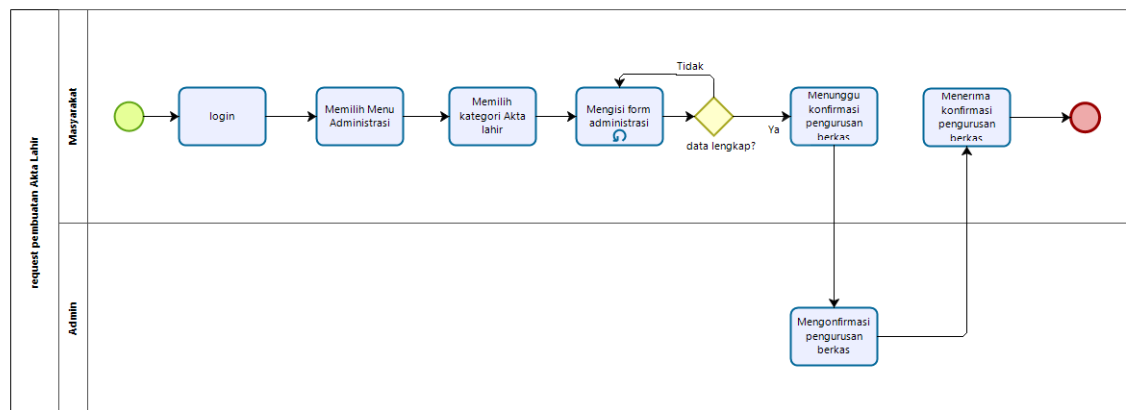 request pembuatan Akta Lahir
Masyarakat
login
Memilih Menu
Administrasi
Memilih
kategori Akta
lahir
Mengisi form
administrasi
Tidak
data lengkap?
Ya
Menunggu
konfirmasi
pengurusan
berkas
Menerima
konfirmasi
pengurusan
berkas
Admin
Mengonfirmasi
pengurusan
berkas